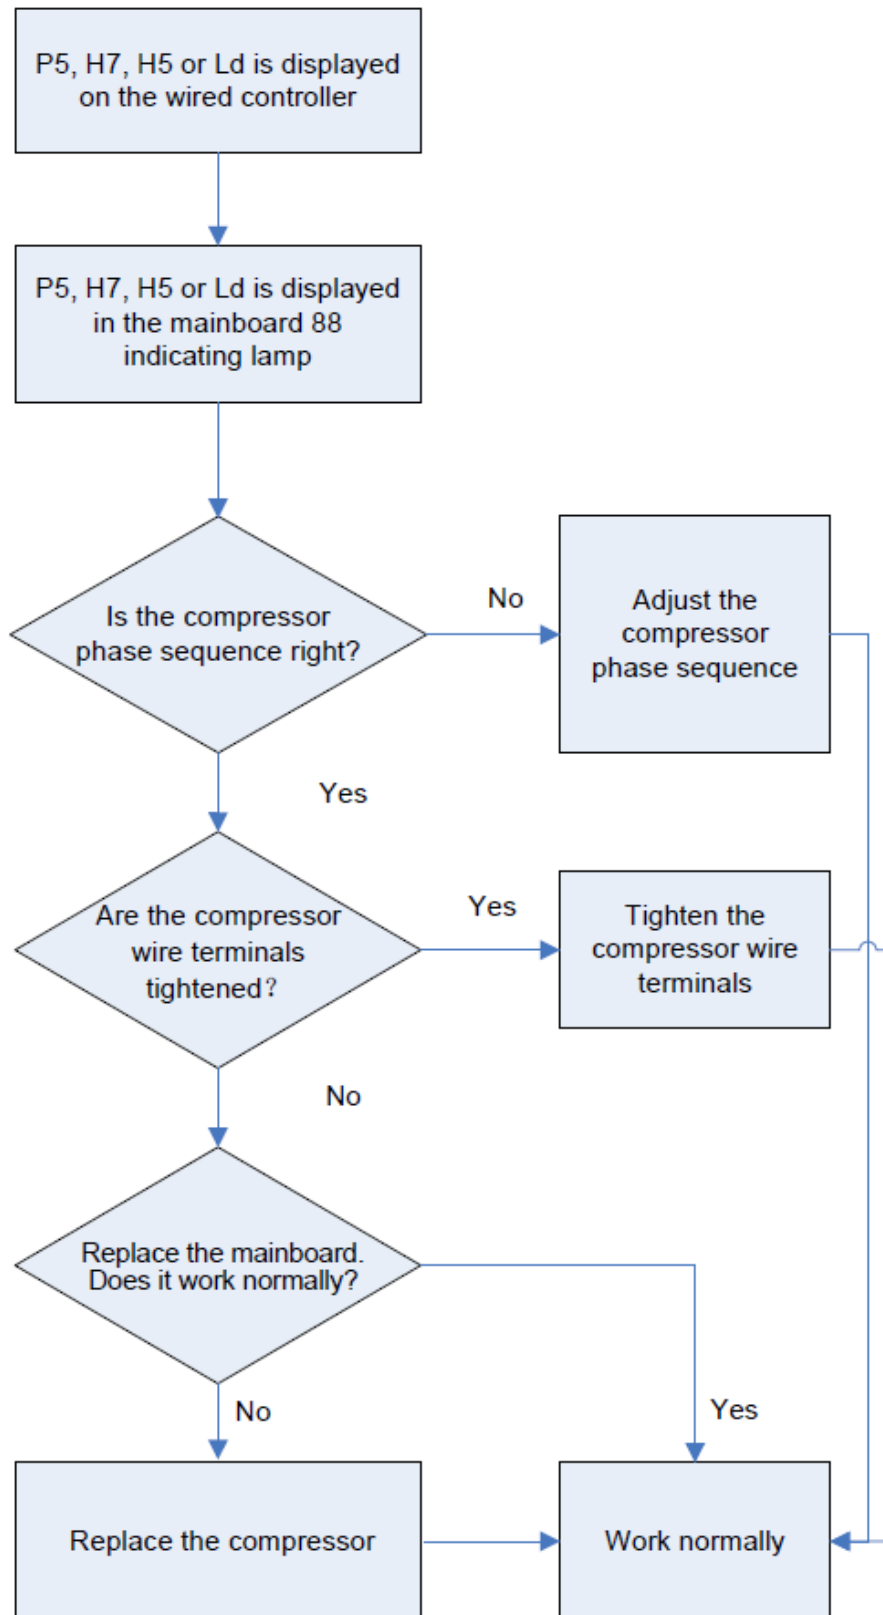 P5, H7, H5 or Ld is displayed
on the wired controller
P5, H7, H5 or Ld is displayed
in the mainboard 88
indicating lamp
Is the compressor
phase sequence right?
No
Adjust the
compressor
phase sequence
Yes
Are the compressor
wire terminals
tightened?
Yes
Tighten the
compressor wire
terminals
No
Replace the mainboard.
Does it work normally?
No
Yes
Replace the compressor
Work normally